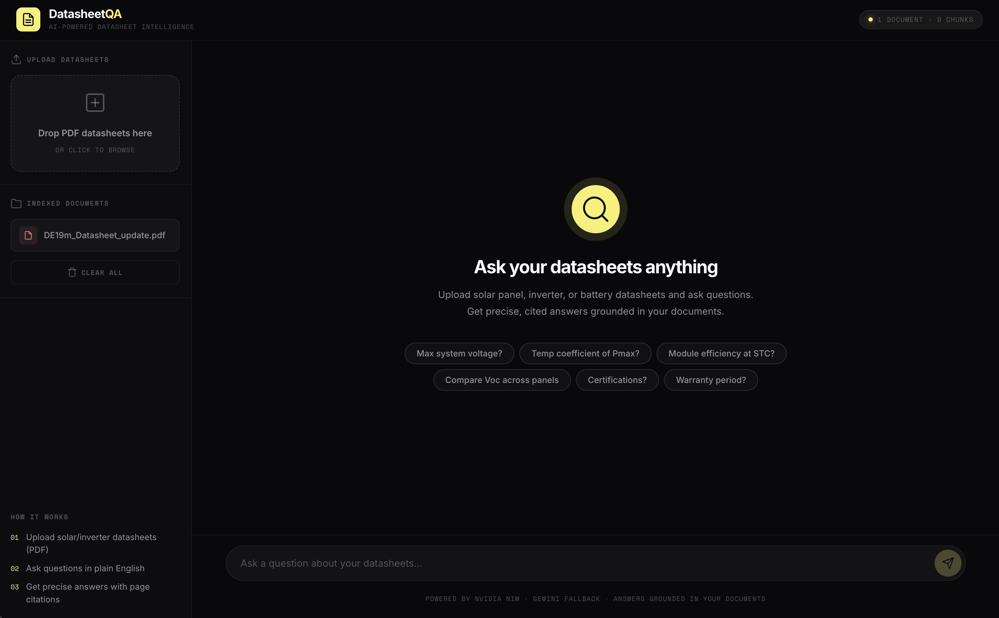 DatasheetQA
AI-POWERED DATASHEET INTELLIGENCE
1 DOCUMENT · 9 CHUNKS
UPLOAD DATASHEETS
Drop PDF datasheets here
OR CLICK TO BROWSE
INDEXED DOCUMENTS
DE19m_Datasheet_update.pdf
CLEAR ALL
HOW IT WORKS
01 Upload solar/inverter datasheets
(PDF)
02 Ask questions in plain English
03 Get precise answers with page
citations
Ask your datasheets anything
Upload solar panel, inverter, or battery datasheets and ask questions.
Get precise, cited answers grounded in your documents.
Max system voltage? Temp coefficient of Pmax? Module efficiency at STC?
Compare Voc across panels Certifications? Warranty period?
Ask a question about your datasheets...
POWERED BY NVIDIA NIM · GEMINI FALLBACK · ANSWERS GROUNDED IN YOUR DOCUMENTS